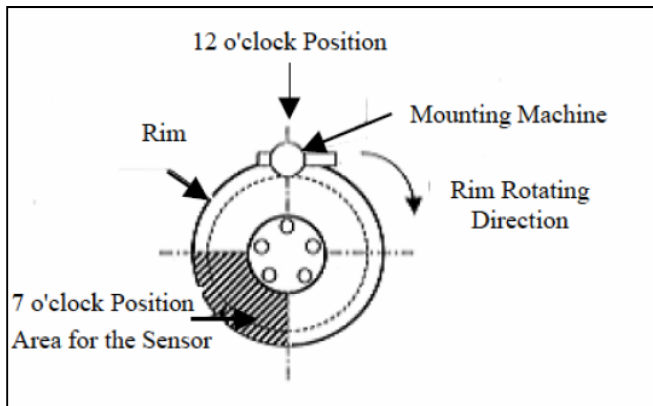 12 o'clock Position
Mounting Machine
Rim
Rim Rotating
Direction
7 o'clock Position
Area for the Sensor